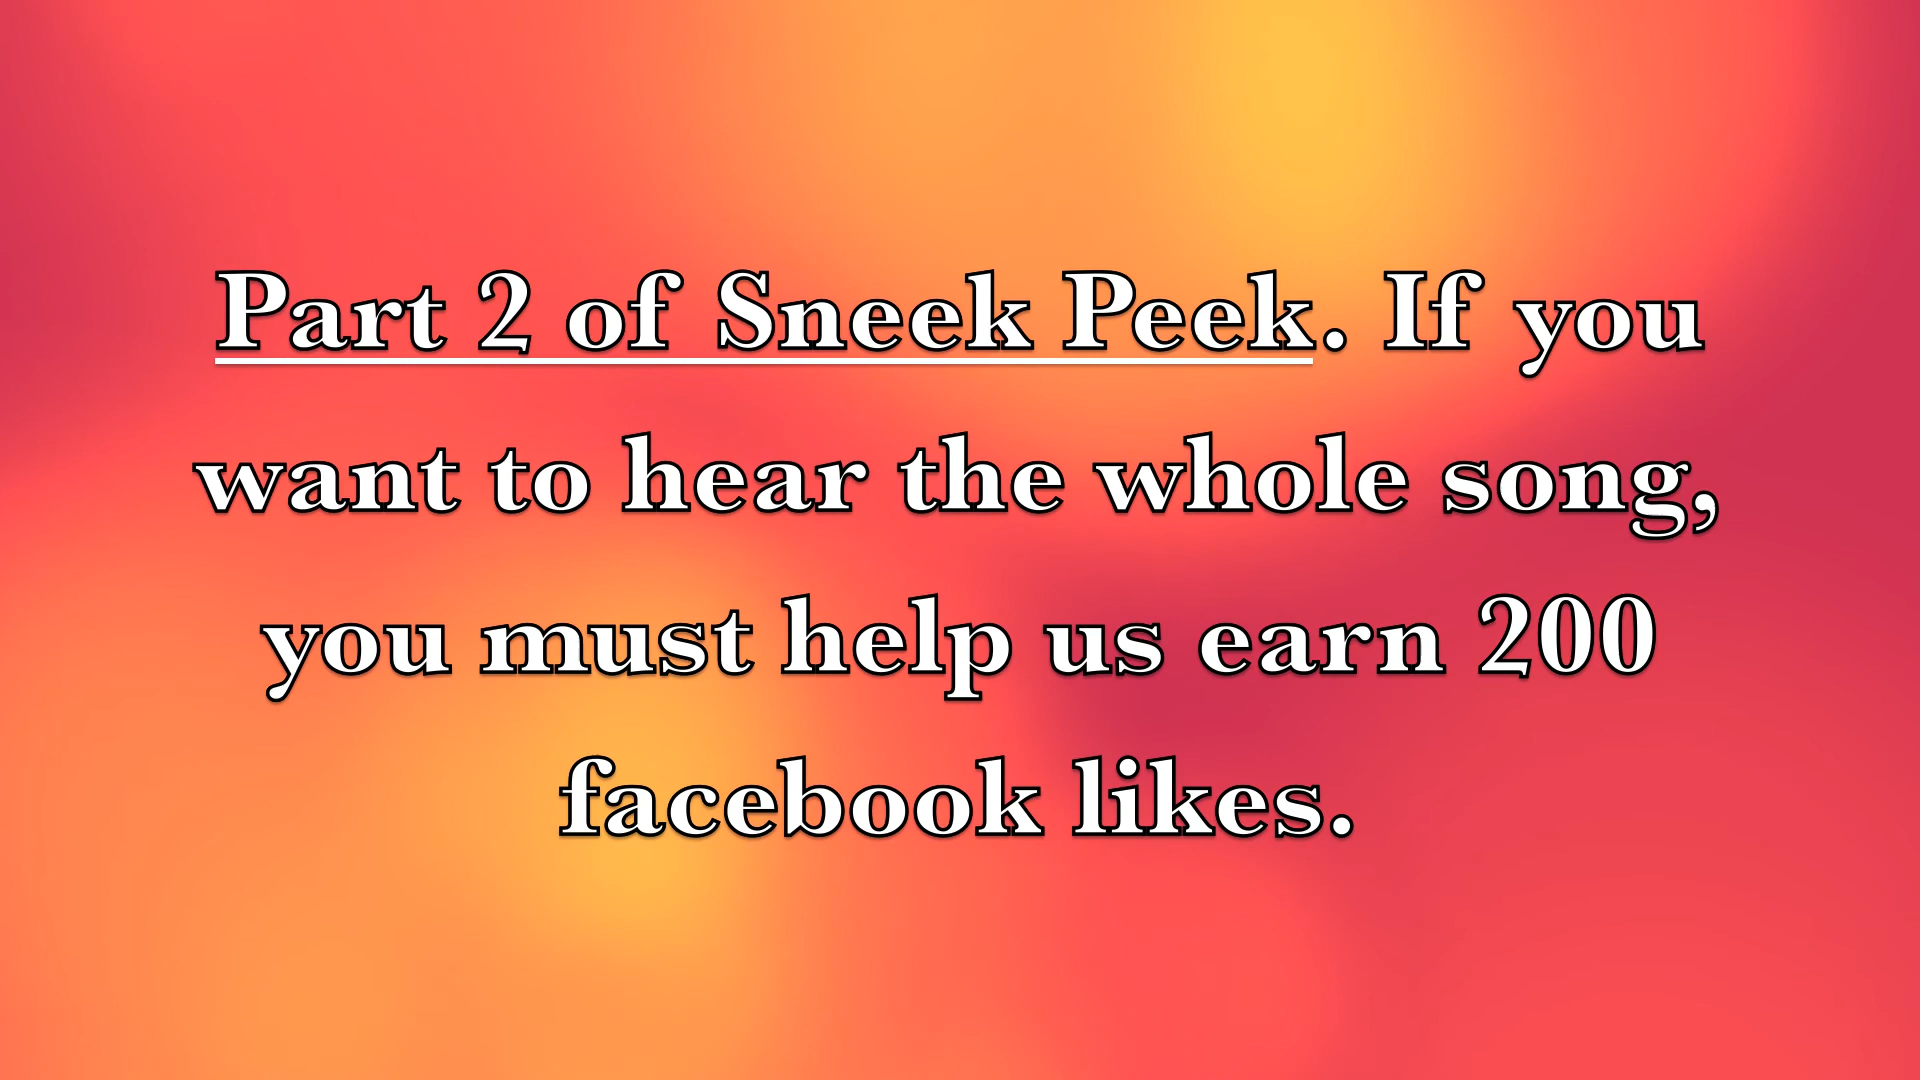 Part 2 of Sneek Peek. If you
want to hear the whole song,
you must help us earn 200
facebook likes.